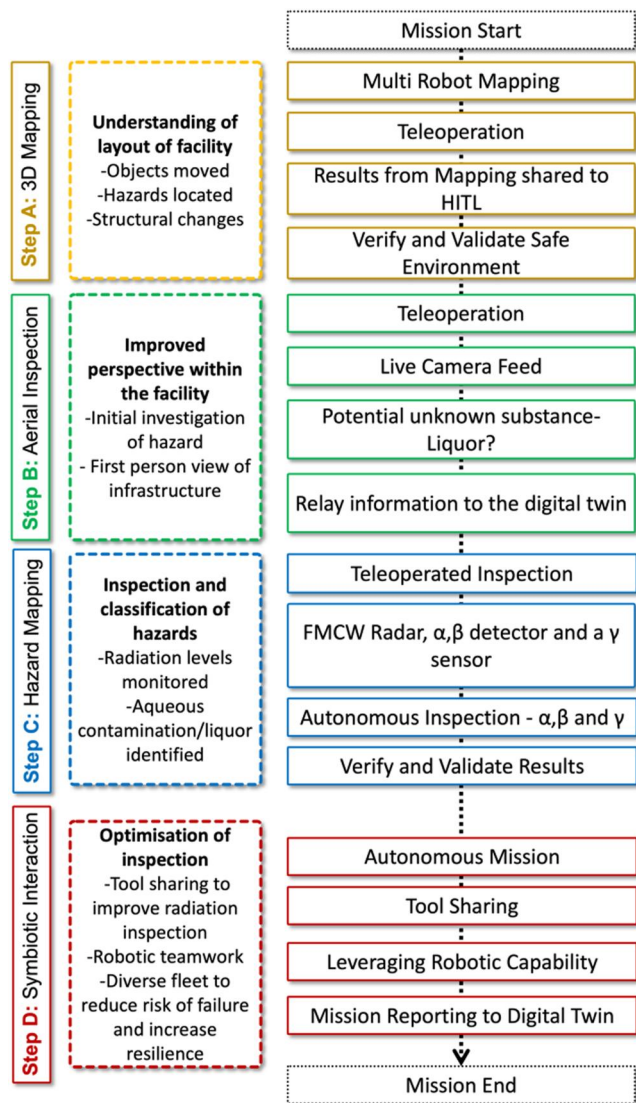 Mission Start
Step A: 3D Mapping
Understanding of
layout of facility
-Objects moved
-Hazards located
-Structural changes
Multi Robot Mapping
Teleoperation
Results from Mapping shared to
HITL
Verify and Validate Safe
Environment
Step B: Aerial Inspection
Improved
perspective within
the facility
-Initial investigation
of hazard
- First person view of
infrastructure
Teleoperation
Live Camera Feed
Potential unknown substance-
Liquor?
Relay information to the digital twin
Step C: Hazard Mapping
Inspection and
classification of
hazards
-Radiation levels
monitored
-Aqueous
contamination/liquor
identified
Teleoperated Inspection
FMCW Radar, α,β detector and a γ
sensor
Autonomous Inspection - α,β and γ
Verify and Validate Results
Step D: Symbiotic Interaction
Optimisation of
inspection
-Tool sharing to
improve radiation
inspection
-Robotic teamwork
-Diverse fleet to
reduce risk of failure
and increase
resilience
Autonomous Mission
Tool Sharing
Leveraging Robotic Capability
Mission Reporting to Digital Twin
Mission End